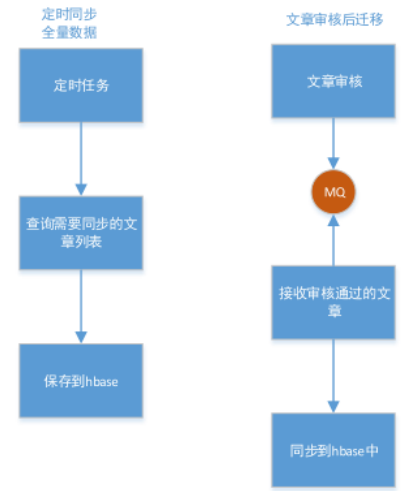 定时同步
全量数据
定时任务
查询需要同步的文
章列表
保存到hbase
文章审核后迁移
文章审核
MQ
接收审核通过的文
章
同步到hbase中